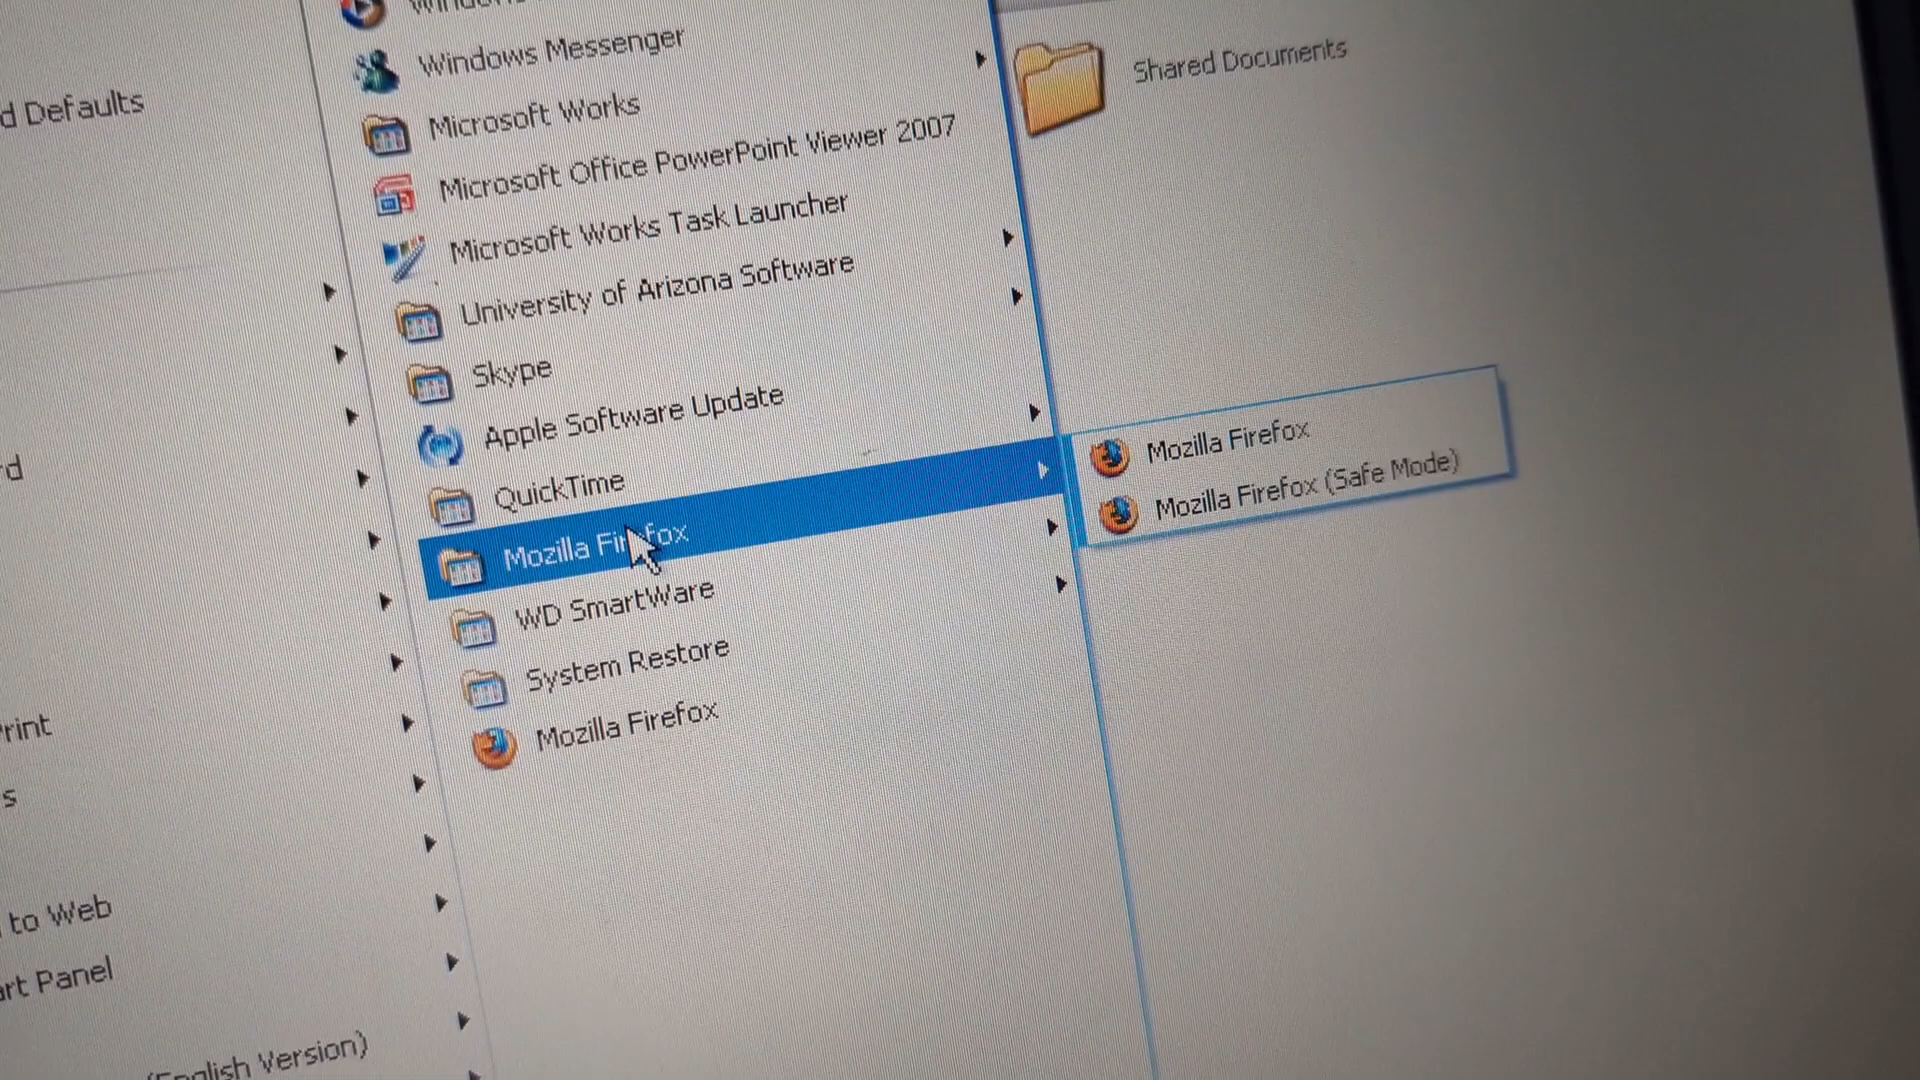 d Defaults
rd
Print
s
to Web
art Panel
(English Version)
Windows Messenger
Microsoft Works
Microsoft Office PowerPoint Viewer 2007
Microsoft Works Task Launcher
University of Arizona Software
Skype
Apple Software Update
QuickTime
Mozilla Firefox
WD SmartWare
System Restore
Mozilla Firefox
Shared Documents
Mozilla Firefox
Mozilla Firefox (Safe Mode)